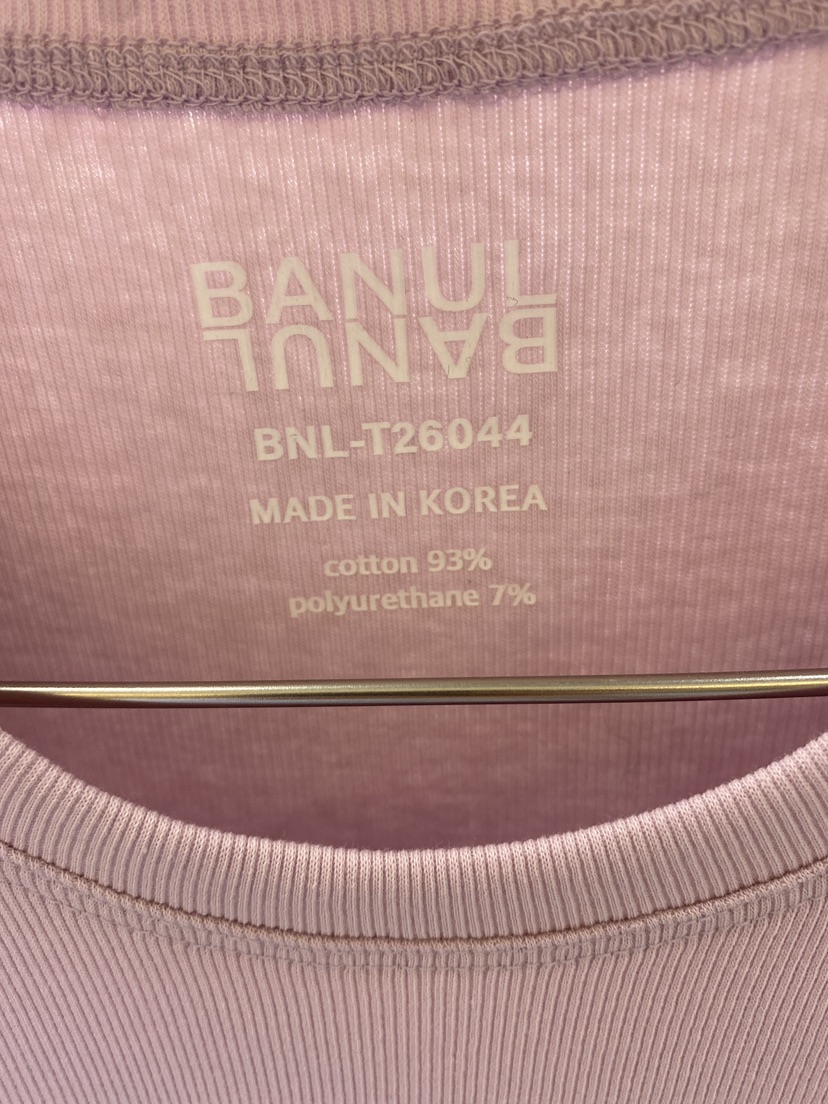 BANUL
BANUL
BNL-T26044
MADE IN KOREA
cotton 93%
polyurethane 7%